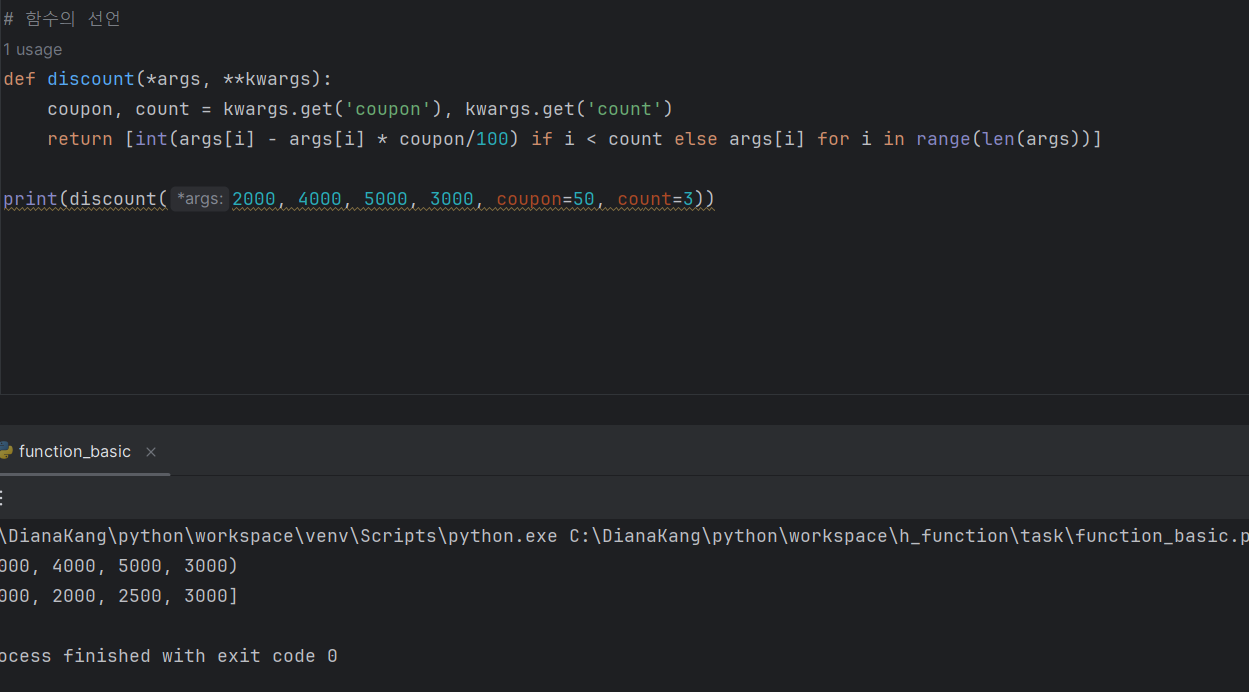 # 함수의 선언
1 usage
def discount(*args, **kwargs):
    coupon, count = kwargs.get('coupon'), kwargs.get('count')
    return [int(args[i] - args[i] * coupon/100) if i < count else args[i] for i in range(len(args))]
print(discount( *args: 2000, 4000, 5000, 3000, coupon=50, count=3))
function_basic ×
\DianaKang\python\workspace\venv\Scripts\python.exe C:\DianaKang\python\workspace\h_function\task\function_basic.p
000, 4000, 5000, 3000)
000, 2000, 2500, 3000]
ocess finished with exit code 0